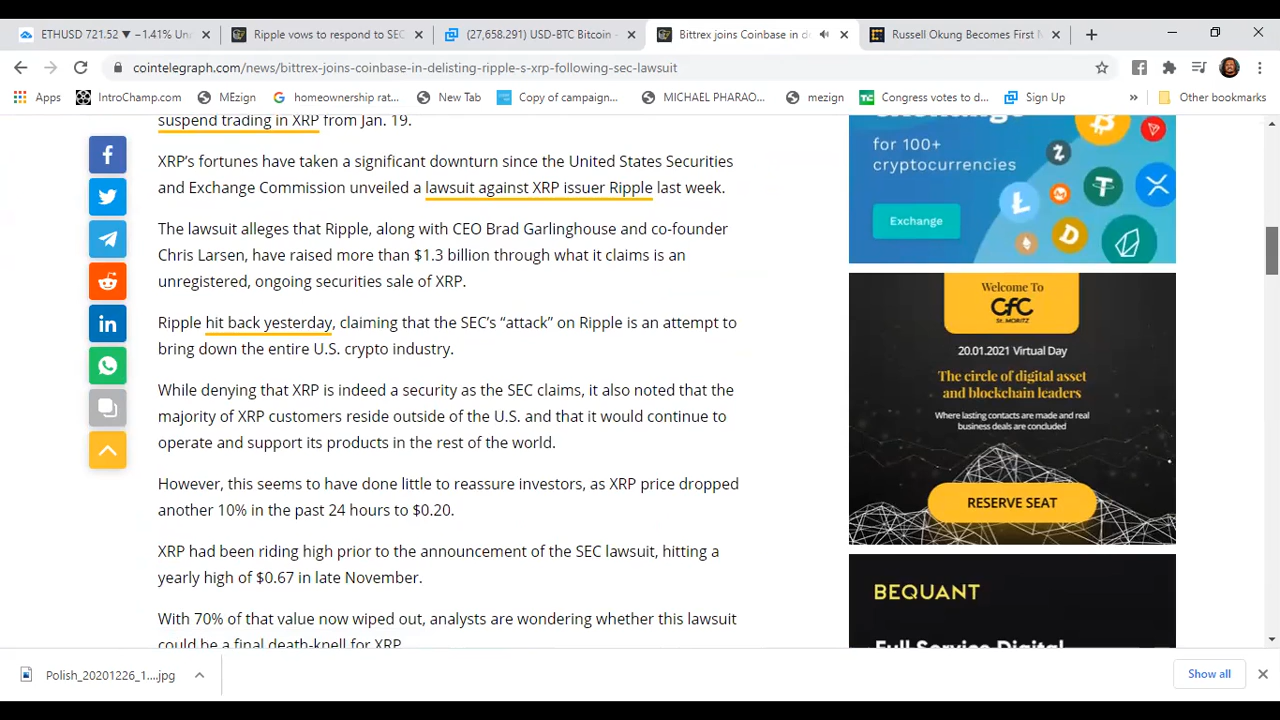 ETHUSD 721.52 ▼ −1.41% Un
Ripple vows to respond to SEC
(27,658.291) USD-BTC Bitcoin -
Bittrex joins Coinbase in d
Russell Okung Becomes First N
cointelegraph.com/news/bittrex-joins-coinbase-in-delisting-ripple-s-xrp-following-sec-lawsuit
Apps
IntroChamp.com
MEzign
homeownership rat...
New Tab
Copy of campaign...
MICHAEL PHARAO...
mezign
Congress votes to d...
Sign Up
»
Other bookmarks
suspend trading in XRP from Jan. 19.
XRP's fortunes have taken a significant downturn since the United States Securities
and Exchange Commission unveiled a lawsuit against XRP issuer Ripple last week.
The lawsuit alleges that Ripple, along with CEO Brad Garlinghouse and co-founder
Chris Larsen, have raised more than $1.3 billion through what it claims is an
unregistered, ongoing securities sale of XRP.
Ripple hit back yesterday, claiming that the SEC's “attack” on Ripple is an attempt to
bring down the entire U.S. crypto industry.
While denying that XRP is indeed a security as the SEC claims, it also noted that the
majority of XRP customers reside outside of the U.S. and that it would continue to
operate and support its products in the rest of the world.
However, this seems to have done little to reassure investors, as XRP price dropped
another 10% in the past 24 hours to $0.20.
XRP had been riding high prior to the announcement of the SEC lawsuit, hitting a
yearly high of $0.67 in late November.
With 70% of that value now wiped out, analysts are wondering whether this lawsuit
could be a final death-knell for XRP.
exchange
for 100+
cryptocurrencies
Exchange
Welcome To
CFC
ST. MORITZ
20.01.2021 Virtual Day
The circle of digital asset
and blockchain leaders
Where lasting contacts are made and real
business deals are concluded
RESERVE SEAT
BEQUANT
Full Service Digital
Polish_20201226_1....jpg
Show all